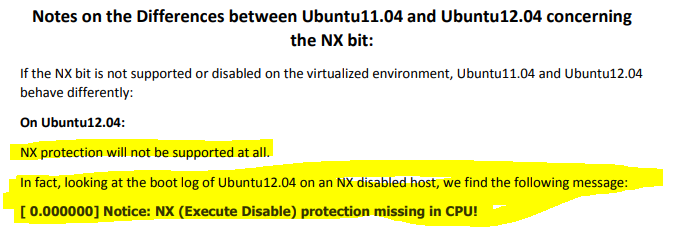 Notes on the Differences between Ubuntu11.04 and Ubuntu12.04 concerning
the NX bit:
If the NX bit is not supported or disabled on the virtualized environment, Ubuntu11.04 and Ubuntu12.04
behave differently:
On Ubuntu12.04:
NX protection will not be supported at all.
In fact, looking at the boot log of Ubuntu12.04 on an NX disabled host, we find the following message:
[ 0.000000] Notice: NX (Execute Disable) protection missing in CPU!